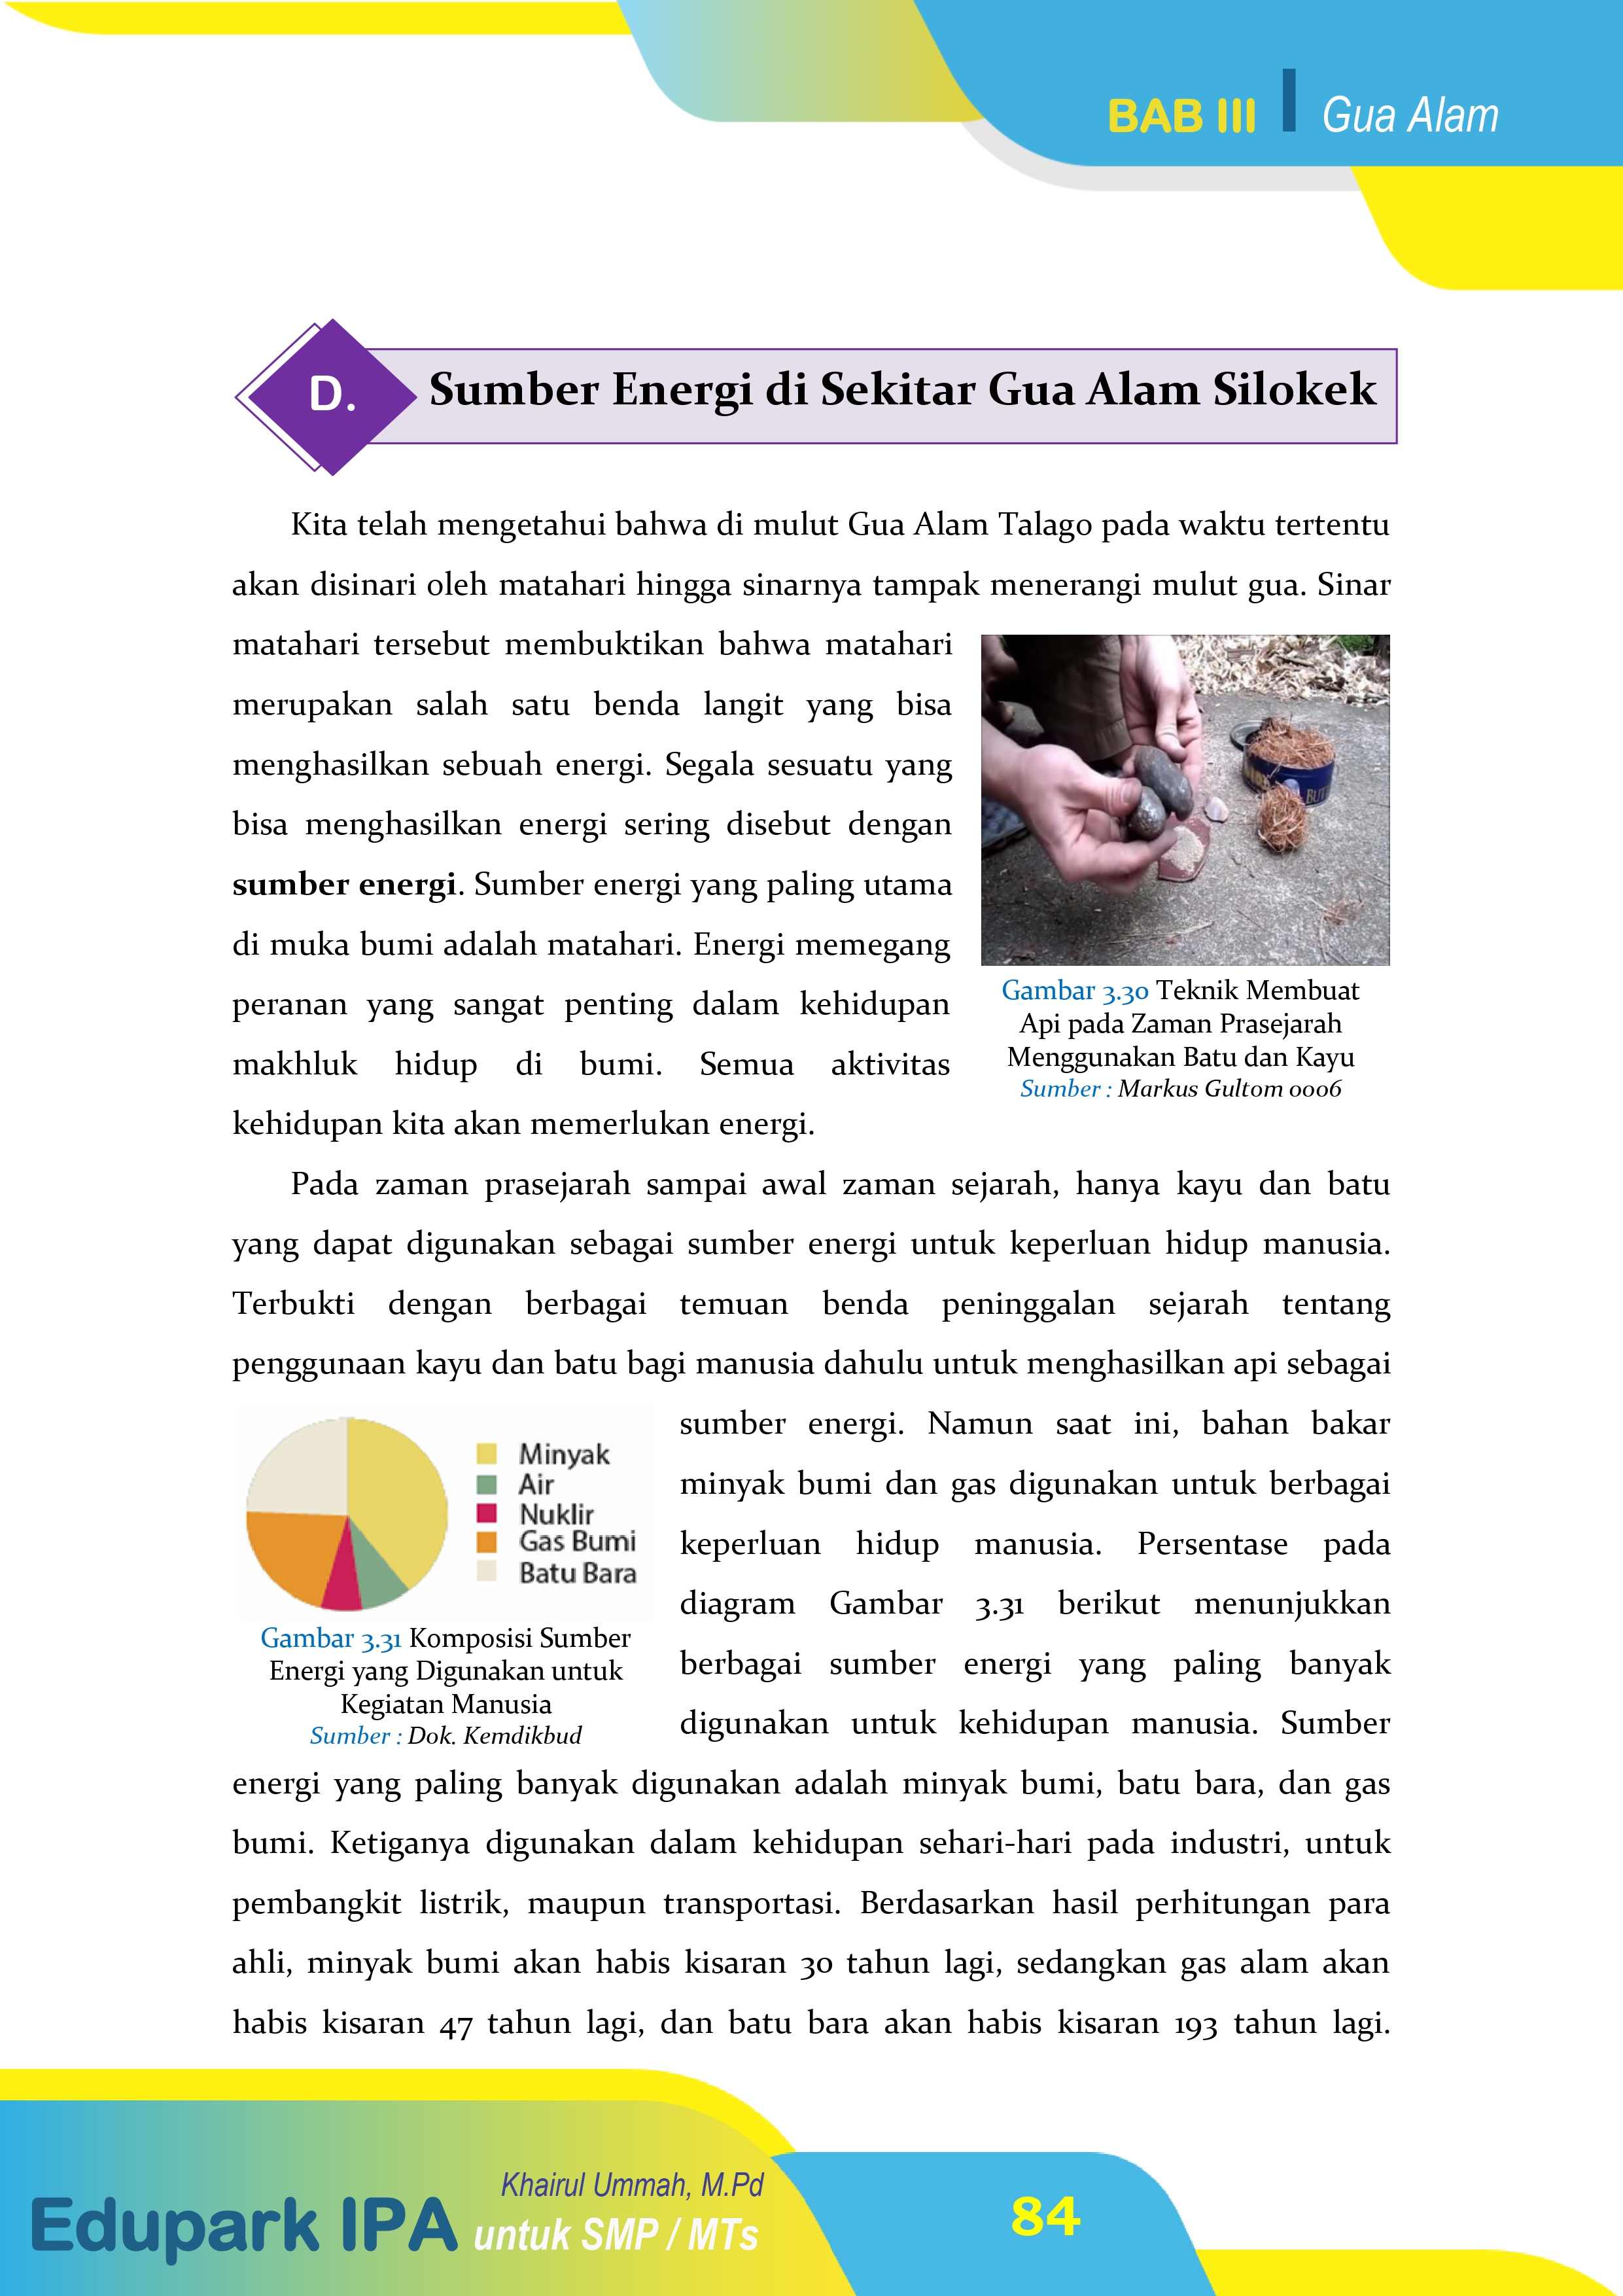 BAB III Gua Alam
D. Sumber Energi di Sekitar Gua Alam Silokek
Kita telah mengetahui bahwa di mulut Gua Alam Talago pada waktu tertentu
akan disinari oleh matahari hingga sinarnya tampak menerangi mulut gua. Sinar
matahari tersebut membuktikan bahwa matahari
merupakan salah satu benda langit yang bisa
menghasilkan sebuah energi. Segala sesuatu yang
bisa menghasilkan energi sering disebut dengan
sumber energi. Sumber energi yang paling utama
di muka bumi adalah matahari. Energi memegang
peranan yang sangat penting dalam kehidupan
makhluk hidup di bumi. Semua aktivitas
kehidupan kita akan memerlukan energi.
Gambar 3.30 Teknik Membuat
Api pada Zaman Prasejarah
Menggunakan Batu dan Kayu
Sumber : Markus Gultom 0006
Pada zaman prasejarah sampai awal zaman sejarah, hanya kayu dan batu
yang dapat digunakan sebagai sumber energi untuk keperluan hidup manusia.
Terbukti dengan berbagai temuan benda peninggalan sejarah tentang
penggunaan kayu dan batu bagi manusia dahulu untuk menghasilkan api sebagai
sumber energi. Namun saat ini, bahan bakar
minyak bumi dan gas digunakan untuk berbagai
keperluan hidup manusia. Persentase pada
diagram Gambar 3.31 berikut menunjukkan
berbagai sumber energi yang paling banyak
digunakan untuk kehidupan manusia. Sumber
Minyak
Air
Nuklir
Gas Bumi
Batu Bara
Gambar 3.31 Komposisi Sumber
Energi yang Digunakan untuk
Kegiatan Manusia
Sumber : Dok. Kemdikbud
energi yang paling banyak digunakan adalah minyak bumi, batu bara, dan gas
bumi. Ketiganya digunakan dalam kehidupan sehari-hari pada industri, untuk
pembangkit listrik, maupun transportasi. Berdasarkan hasil perhitungan para
ahli, minyak bumi akan habis kisaran 30 tahun lagi, sedangkan gas alam akan
habis kisaran 47 tahun lagi, dan batu bara akan habis kisaran 193 tahun lagi.
Khairul Ummah, M.Pd
Edupark IPA untuk SMP / MTs
84